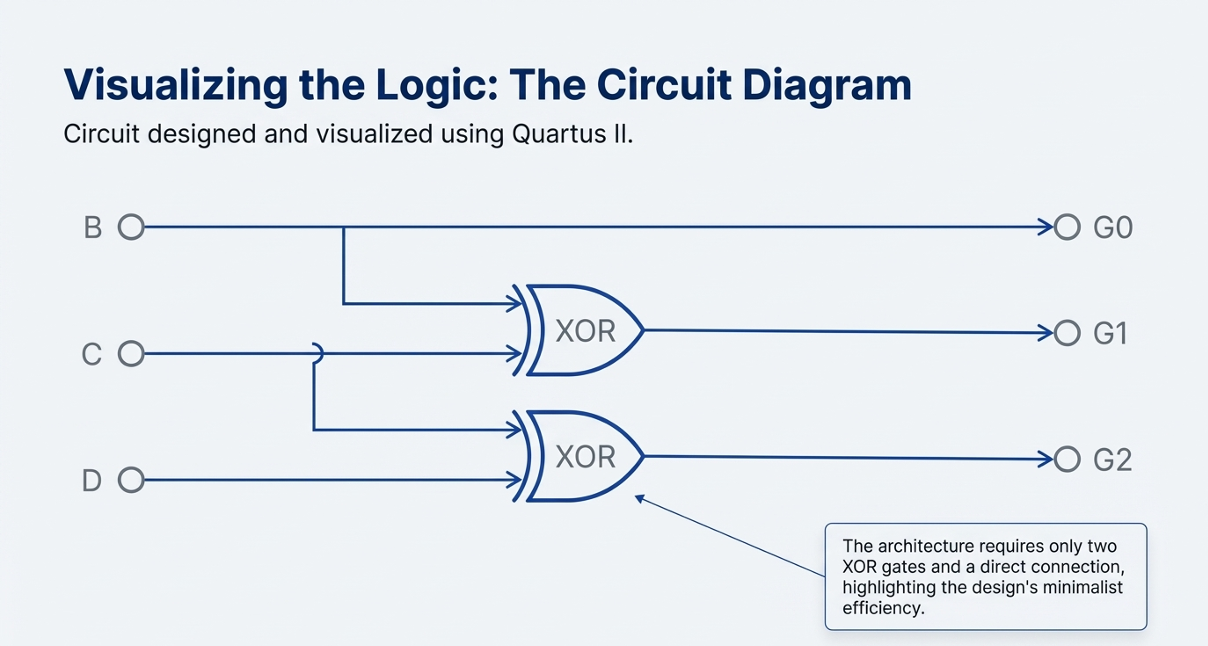 Visualizing the Logic: The Circuit Diagram
Circuit designed and visualized using Quartus II.
B
G0
XOR
G1
C
XOR
G2
D
The architecture requires only two
XOR gates and a direct connection,
highlighting the design's minimalist
efficiency.